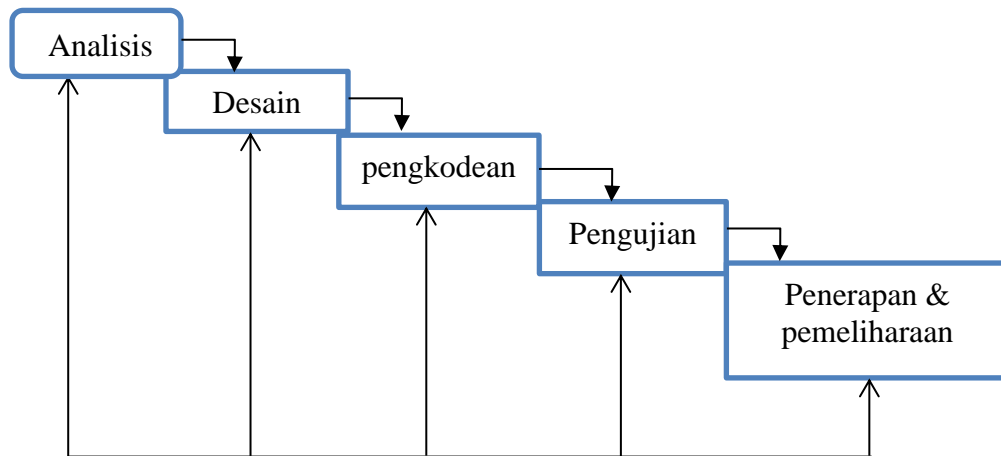 Analisis
Desain
pengkodean
Pengujian
Penerapan &
pemeliharaan